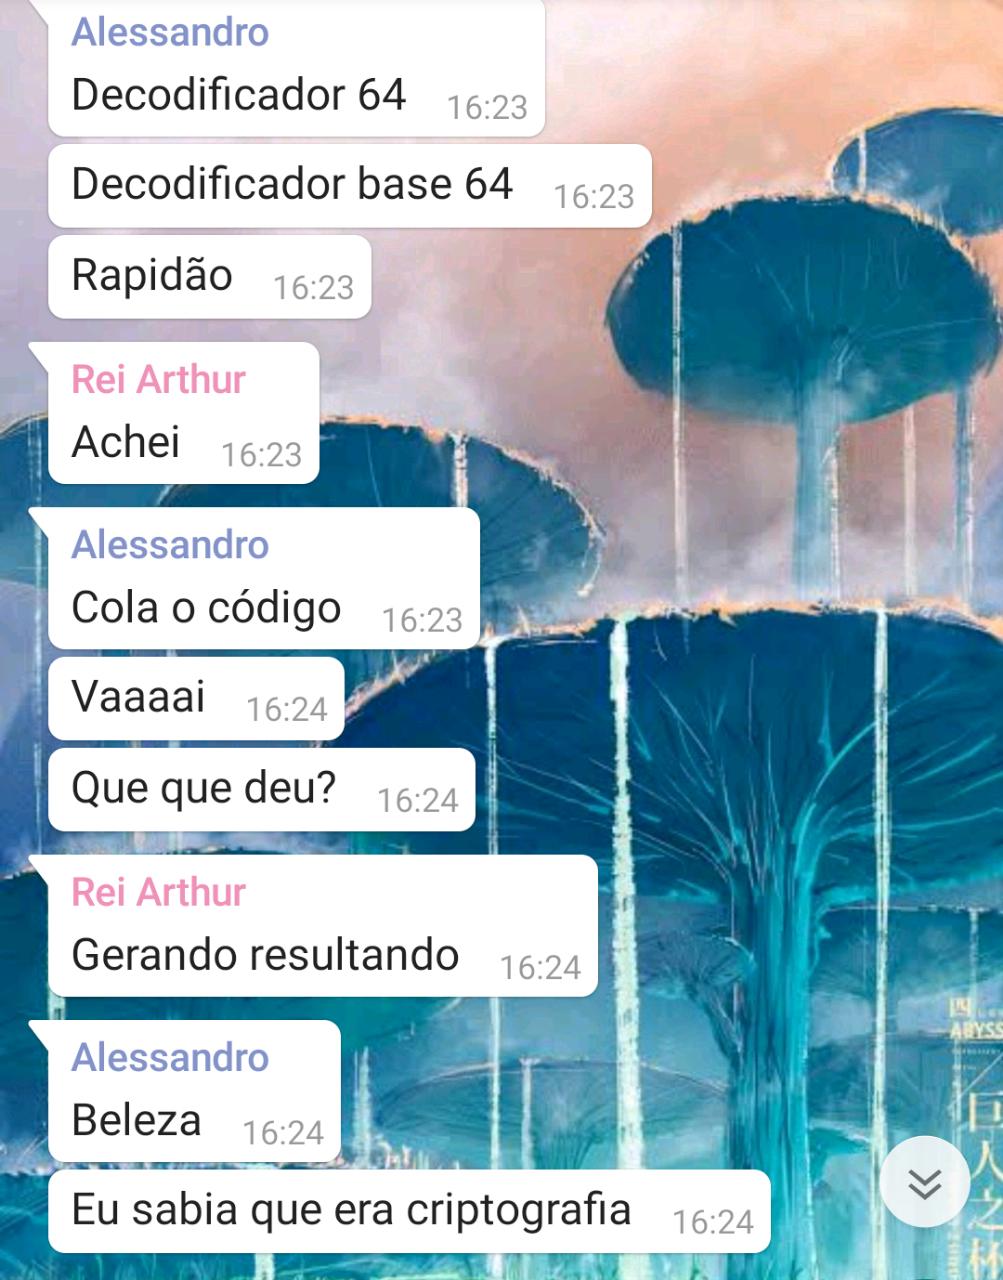 Alessandro
Decodificador 64 16:23
Decodificador base 64 16:23
Rapidão 16:23
Rei Arthur
Achei 16:23
Alessandro
Cola o código 16:23
Vaaaai 16:24
Que que deu? 16:24
Rei Arthur
Gerando resultando 16:24
Alessandro
Beleza 16:24
Eu sabia que era criptografia 16:24
ABYSS
巨
人
之